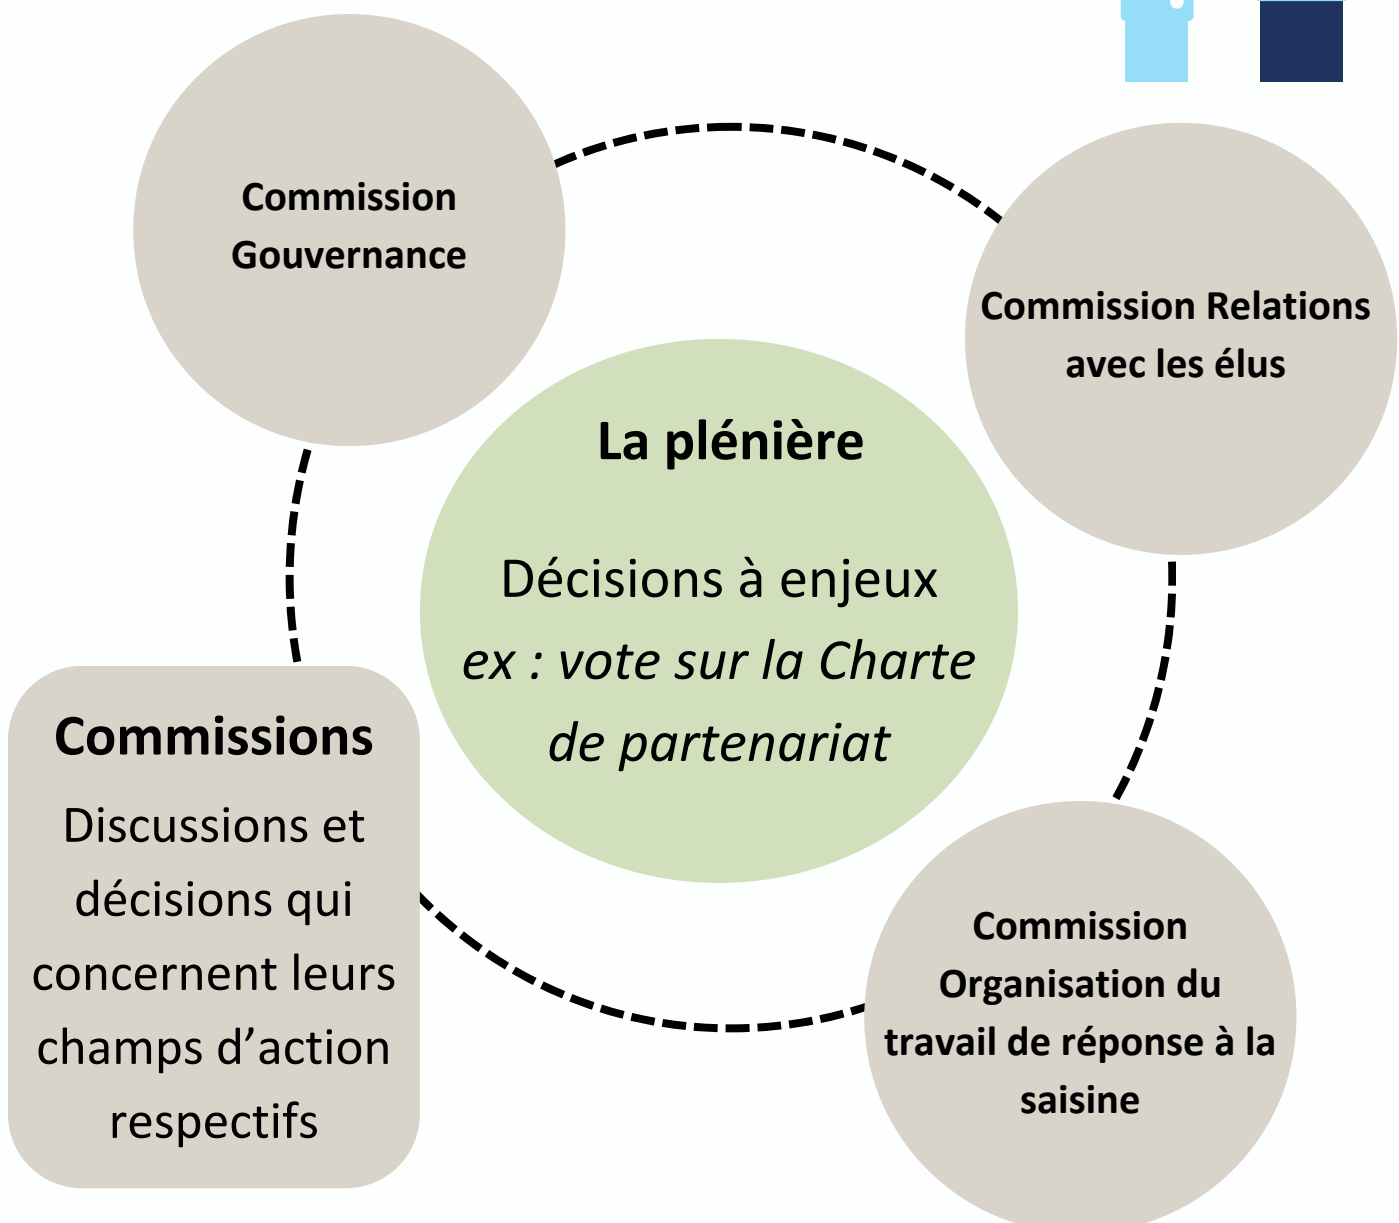 Commission
Gouvernance
Commission Relations
avec les élus
La plénière
Décisions à enjeux
ex : vote sur la Charte
de partenariat
Commissions
Discussions et
décisions qui
concernent leurs
champs d’action
respectifs
Commission
Organisation du
travail de réponse à la
saisine